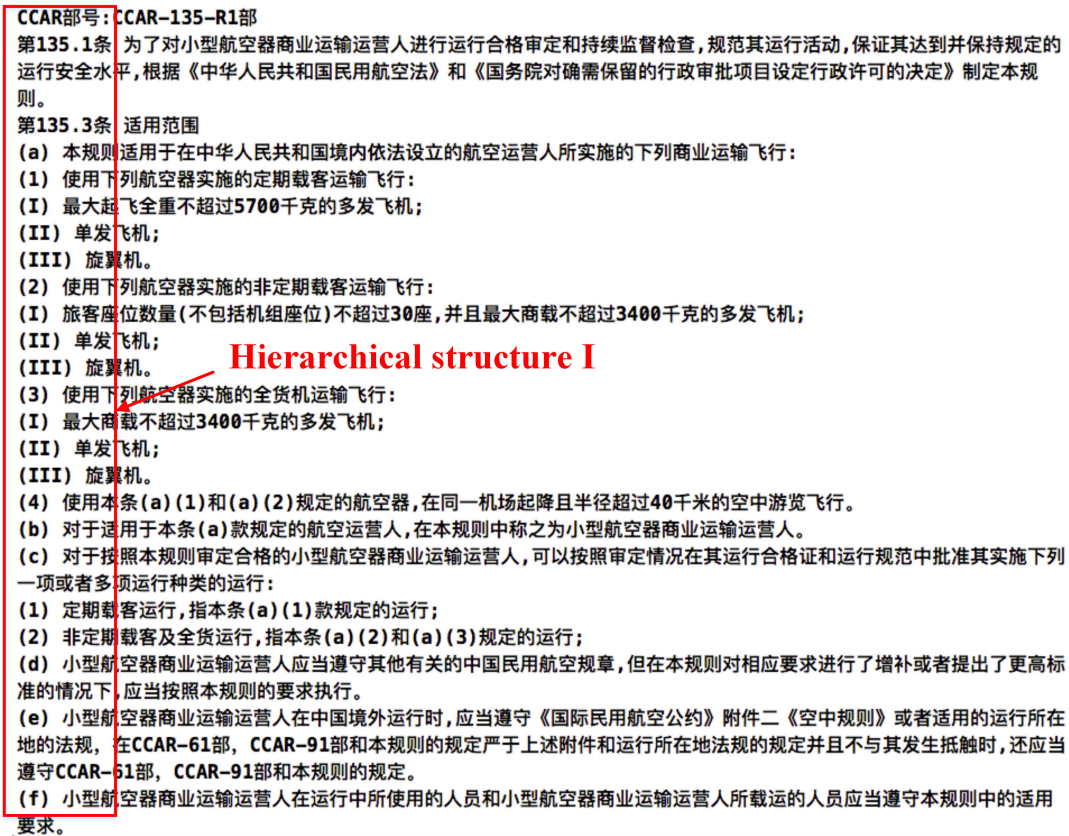 CCAR部号:CCAR-135-R1部
第135.1条 为了对小型航空器商业运输运营人进行运行合格审定和持续监督检查,规范其运行活动,保证其达到并保持规定的
运行安全水平,根据《中华人民共和国民用航空法》和《国务院对确需保留的行政审批项目设定行政许可的决定》制定本规
则。
第135.3条 适用范围
(a) 本规则适用于在中华人民共和国境内依法设立的航空运营人所实施的下列商业运输飞行:
(1) 使用下列航空器实施的定期载客运输飞行:
(I) 最大起飞全重不超过5700千克的多发飞机;
(II) 单发飞机;
(III) 旋翼机。
(2) 使用下列航空器实施的非定期载客运输飞行:
(I) 旅客座位数量(不包括机组座位)不超过30座,并且最大商载不超过3400千克的多发飞机;
(II) 单发飞机;
Hierarchical structure I
(III) 旋翼机。
(3) 使用下列航空器实施的全货机运输飞行:
(I) 最大商载不超过3400千克的多发飞机;
(II) 单发飞机;
(III) 旋翼机。
(4) 使用本条(a)(1)和(a)(2)规定的航空器,在同一机场起降且半径超过40千米的空中游览飞行。
(b) 对于适用于本条(a)款规定的航空运营人,在本规则中称之为小型航空器商业运输运营人。
(c) 对于按照本规则审定合格的小型航空器商业运输运营人,可以按照审定情况在其运行合格证和运行规范中批准其实施下列
一项或者多项运行种类的运行:
(1) 定期载客运行,指本条(a)(1)款规定的运行;
(2) 非定期载客及全货运行,指本条(a)(2)和(a)(3)规定的运行;
(d) 小型航空器商业运输运营人应当遵守其他有关的中国民用航空规章,但在本规则对相应要求进行了增补或者提出了更高标
准的情况下,应当按照本规则的要求执行。
(e) 小型航空器商业运输运营人在中国境外运行时,应当遵守《国际民用航空公约》附件二《空中规则》或者适用的运行所在
地的法规, 在CCAR-61部, CCAR-91部和本规则的规定严于上述附件和运行所在地法规的规定并且不与其发生抵触时,还应当
遵守CCAR-61部, CCAR-91部和本规则的规定。
(f) 小型航空器商业运输运营人在运行中所使用的人员和小型航空器商业运输运营人所载运的人员应当遵守本规则中的适用
要求。